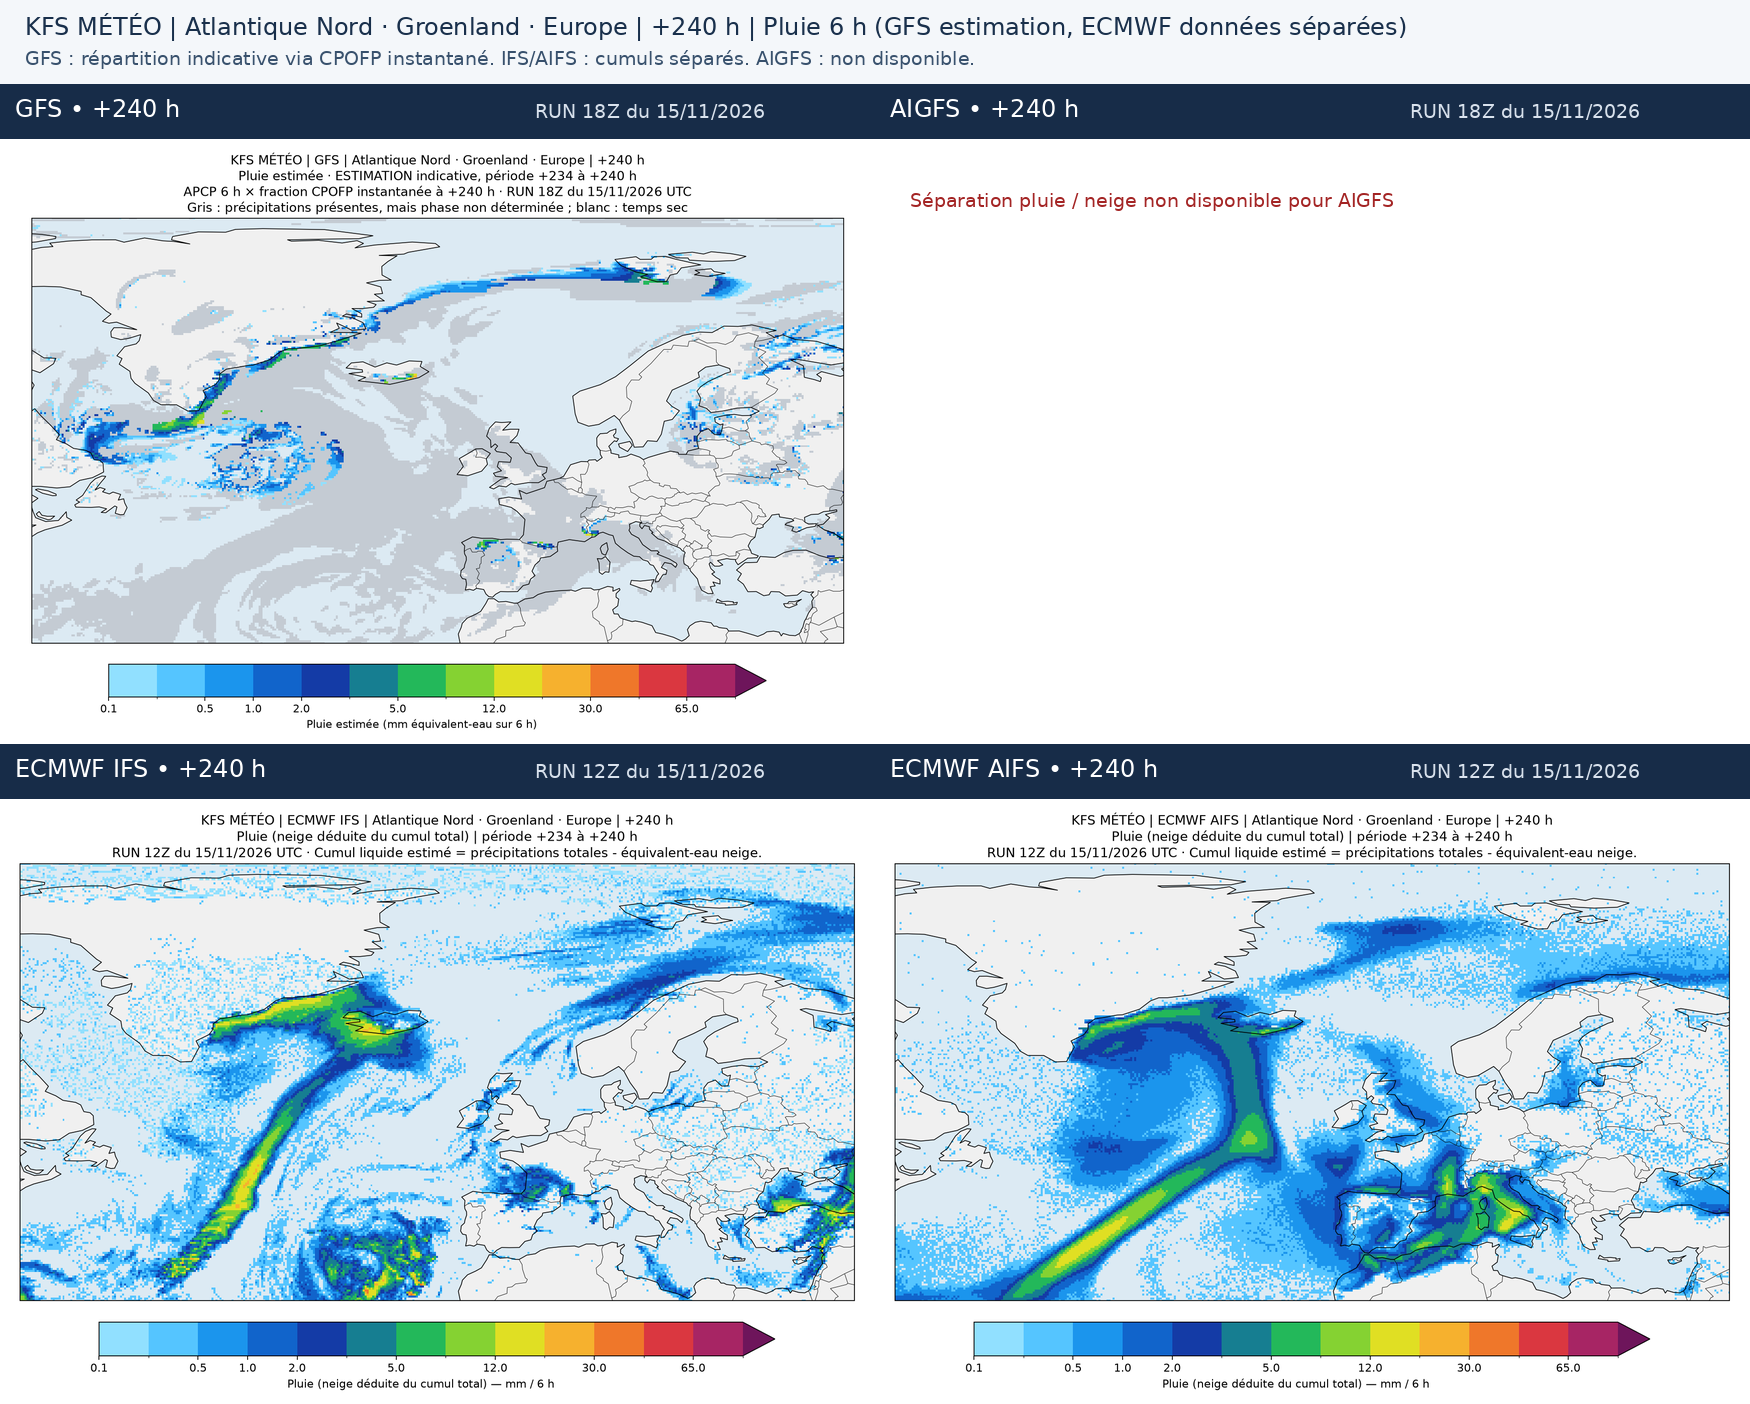 KFS MÉTÉO | Atlantique Nord · Groenland · Europe | +240 h | Pluie 6 h (GFS estimation, ECMWF données séparées)
GFS : répartition indicative via CPOFP instantané. IFS/AIFS : cumuls séparés. AIGFS : non disponible.
GFS • +240 h
RUN 18Z du 15/11/2026
AIGFS • +240 h
RUN 18Z du 15/11/2026
KFS MÉTÉO | GFS | Atlantique Nord · Groenland · Europe | +240 h
Pluie estimée · ESTIMATION indicative, période +234 à +240 h
APCP 6 h × fraction CPOFP instantanée à +240 h · RUN 18Z du 15/11/2026 UTC
Gris : précipitations présentes, mais phase non déterminée ; blanc : temps sec
Séparation pluie / neige non disponible pour AIGFS
0.1 0.5 1.0 2.0 5.0 12.0 30.0 65.0
Pluie estimée (mm équivalent-eau sur 6 h)
ECMWF IFS • +240 h
RUN 12Z du 15/11/2026
ECMWF AIFS • +240 h
RUN 12Z du 15/11/2026
KFS MÉTÉO | ECMWF IFS | Atlantique Nord · Groenland · Europe | +240 h
Pluie (neige déduite du cumul total) | période +234 à +240 h
RUN 12Z du 15/11/2026 UTC · Cumul liquide estimé = précipitations totales - équivalent-eau neige.
KFS MÉTÉO | ECMWF AIFS | Atlantique Nord · Groenland · Europe | +240 h
Pluie (neige déduite du cumul total) | période +234 à +240 h
RUN 12Z du 15/11/2026 UTC · Cumul liquide estimé = précipitations totales - équivalent-eau neige.
0.1 0.5 1.0 2.0 5.0 12.0 30.0 65.0
Pluie (neige déduite du cumul total) — mm / 6 h
0.1 0.5 1.0 2.0 5.0 12.0 30.0 65.0
Pluie (neige déduite du cumul total) — mm / 6 h